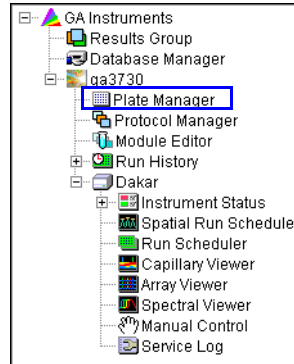 GA Instruments
Results Group
Database Manager
ga3730
Plate Manager
Protocol Manager
Module Editor
Run History
Dakar
Instrument Status
Spatial Run Schedule
Run Scheduler
Capillary Viewer
Array Viewer
Spectral Viewer
Manual Control
Service Log